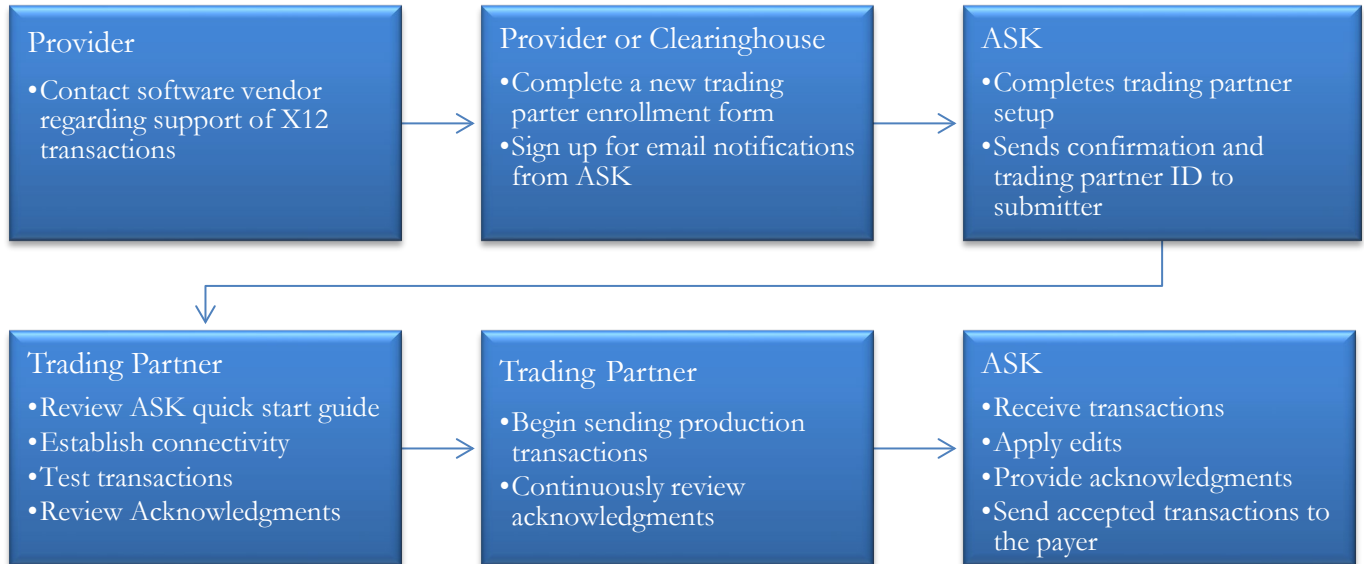 Provider
•Contact software vendor
regarding support of X12
transactions
Provider or Clearinghouse
•Complete a new trading
parter enrollment form
•Sign up for email notifications
from ASK
ASK
•Completes trading partner
setup
•Sends confirmation and
trading partner ID to
submitter
Trading Partner
•Review ASK quick start guide
•Establish connectivity
•Test transactions
•Review Acknowledgments
Trading Partner
•Begin sending production
transactions
•Continuously review
acknowledgments
ASK
•Receive transactions
•Apply edits
•Provide acknowledgments
•Send accepted transactions to
the payer